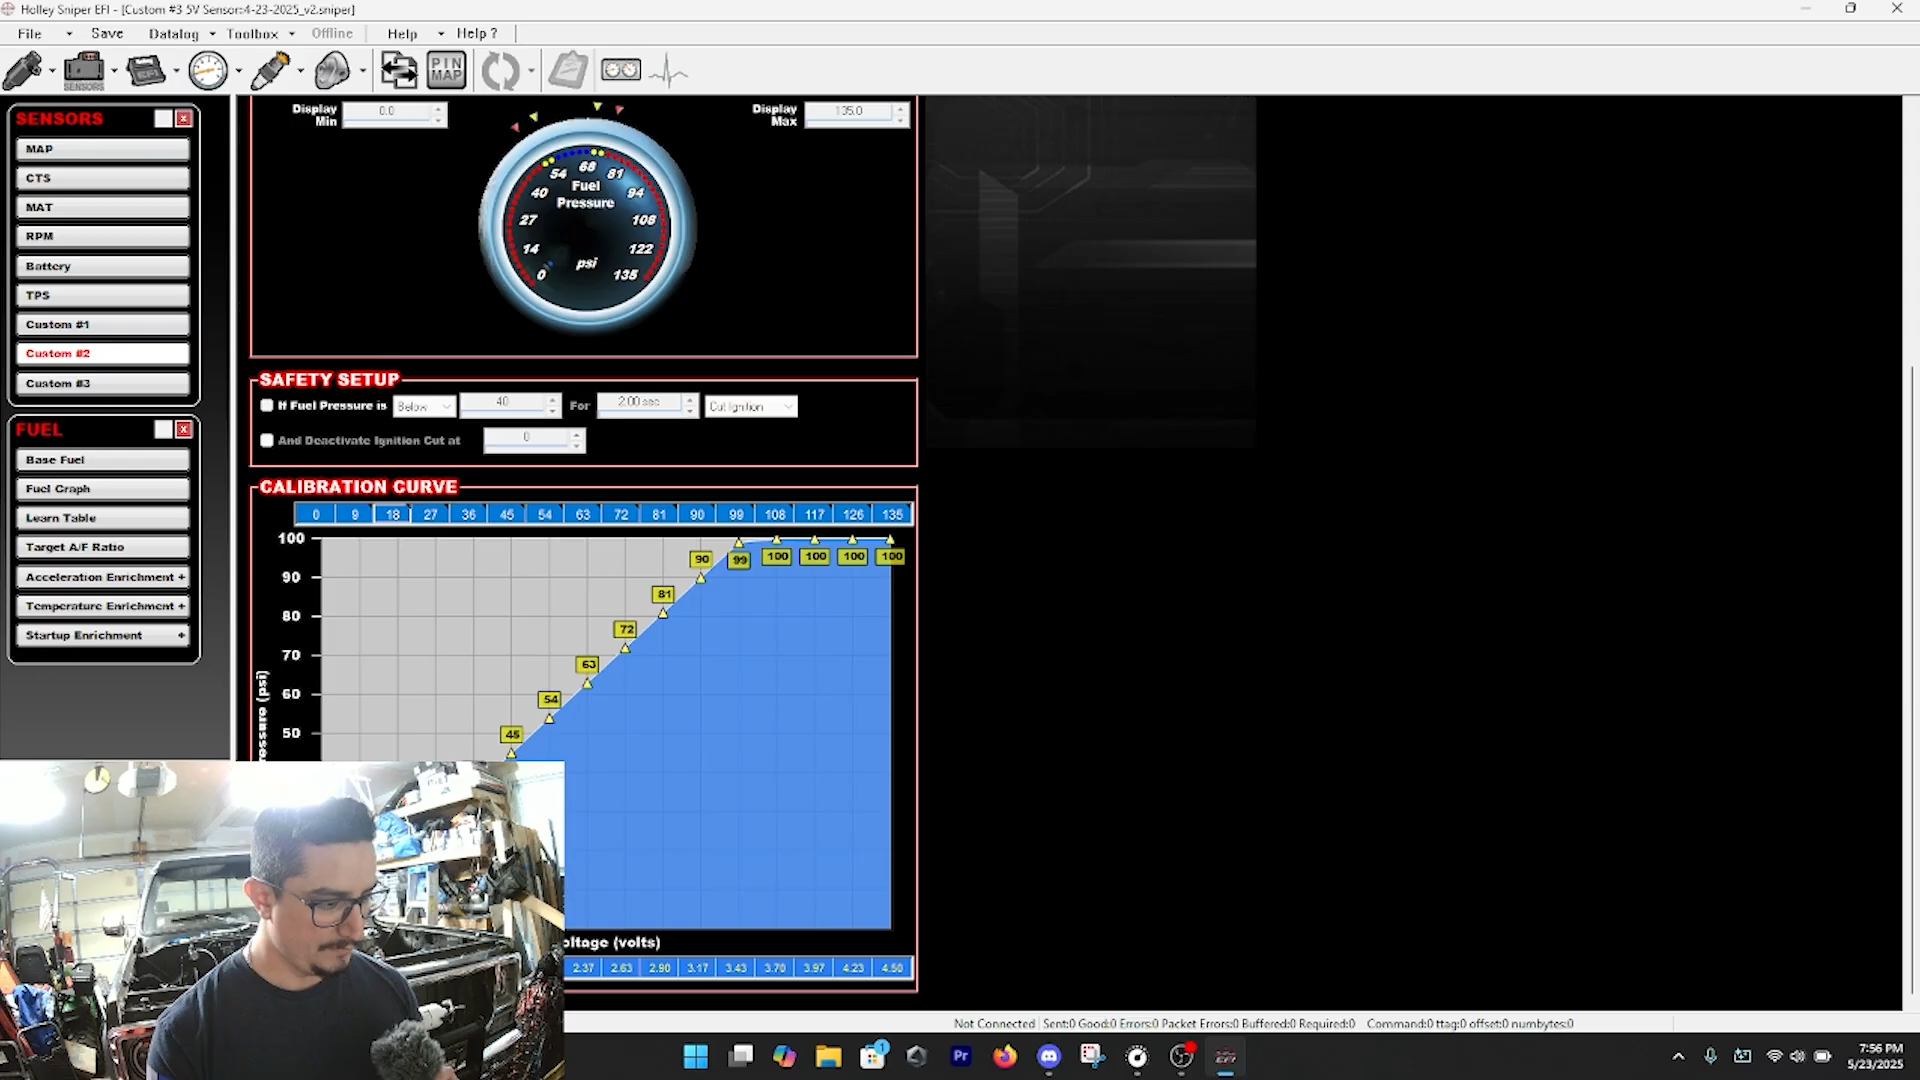 Holley Sniper EFI - [Custom #3 5V Sensor:4-23-2025_v2.sniper]
File Save Datalog Toolbox Offline Help Help ?
SENSORS EFI PIN MAP
SENSORS
MAP
CTS
MAT
RPM
Battery
TPS
Custom #1
Custom #2
Custom #3
FUEL
Base Fuel
Fuel Graph
Learn Table
Target A/F Ratio
Acceleration Enrichment +
Temperature Enrichment +
Startup Enrichment +
Display Min 0.0
Display Max 135.0
0 14 27 40 54 68 81 94 108 122 135
Fuel Pressure
psi
SAFETY SETUP
If Fuel Pressure is Below 40 For 2.00 sec Cut Ignition
And Deactivate Ignition Cut at 0
CALIBRATION CURVE
0 9 18 27 36 45 54 63 72 81 90 99 108 117 126 135
100
90
80
70
60
50
ressure (psi)
45 54 63 72 81 90 99 100 100 100 100
oltage (volts)
2.37 2.63 2.90 3.17 3.43 3.70 3.97 4.23 4.50
Not Connected Sent:0 Good:0 Errors:0 Packet Errors:0 Buffered:0 Required:0 Command:0 ttag:0 offset:0 numbytes:0
1 Pr EFI
7:56 PM
5/23/2025